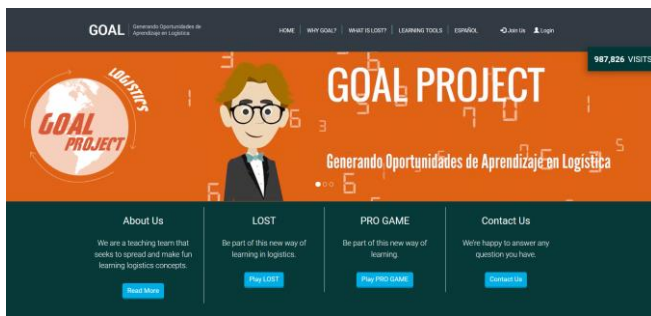 GOAL
Generando Oportunidades de
Aprendizaje en Logística
HOME
WHY GOAL?
WHAT IS LOST?
LEARNING TOOLS
ESPAÑOL
Join Us
Login
987,826 VISITS
LOGISTICS
GOAL
PROJECT
GOAL PROJECT
Generando Oportunidades de Aprendizaje en Logística
About Us
We are a teaching team that
seeks to spread and make fun
learning logistics concepts.
Read More
LOST
Be part of this new way of
learning in logistics.
Play LOST
PRO GAME
Be part of this new way of
learning.
Play PRO GAME
Contact Us
We're happy to answer any
question you have.
Contact Us